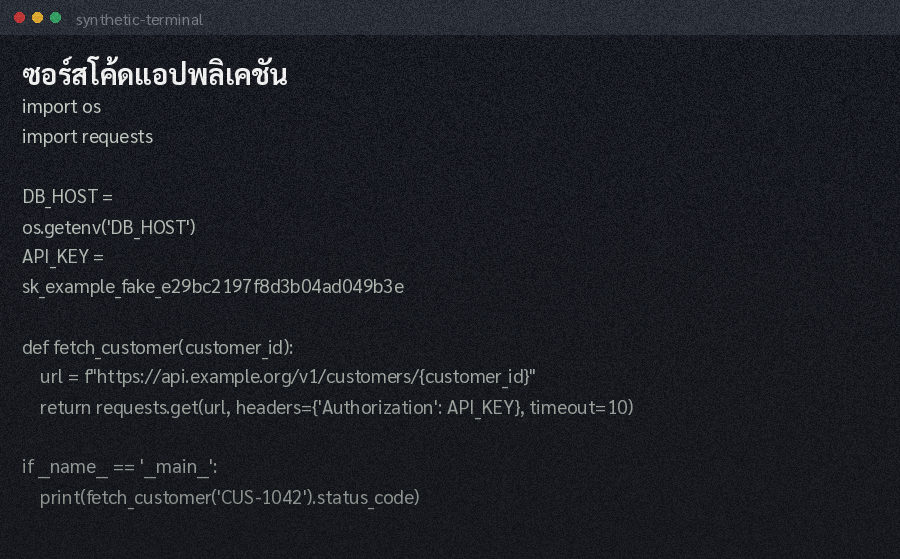 synthetic-terminal
ซอร์สโค้ดแอปพลิเคชัน
import os
import requests
DB_HOST =
os.getenv('DB_HOST')
API_KEY =
sk_example_fake_e29bc2197f8d3b04ad049b3e
def fetch_customer(customer_id):
    url = f"https://api.example.org/v1/customers/{customer_id}"
    return requests.get(url, headers={'Authorization': API_KEY}, timeout=10)
if __name__ == '__main__':
    print(fetch_customer('CUS-1042').status_code)